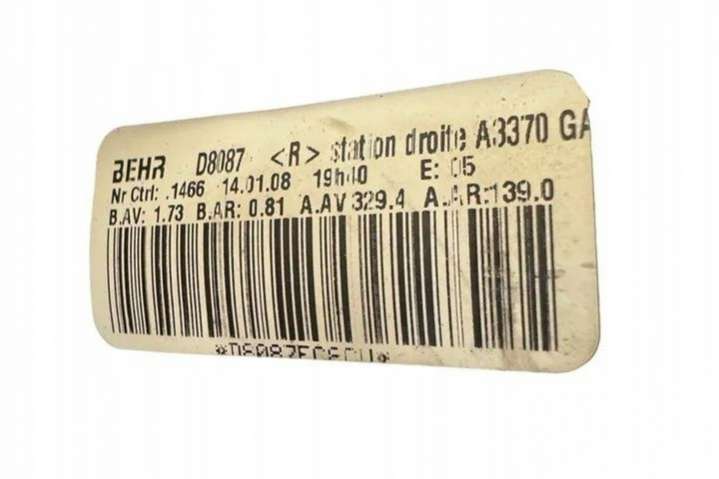 BEHR D8087 <R> station droite A3370 GA
Nr Ctrl: .1466 14.01.08 19h40 E: 05
B.AV: 1.73 B.AR: 0.81 A.AV 329.4 A.AR:139.0